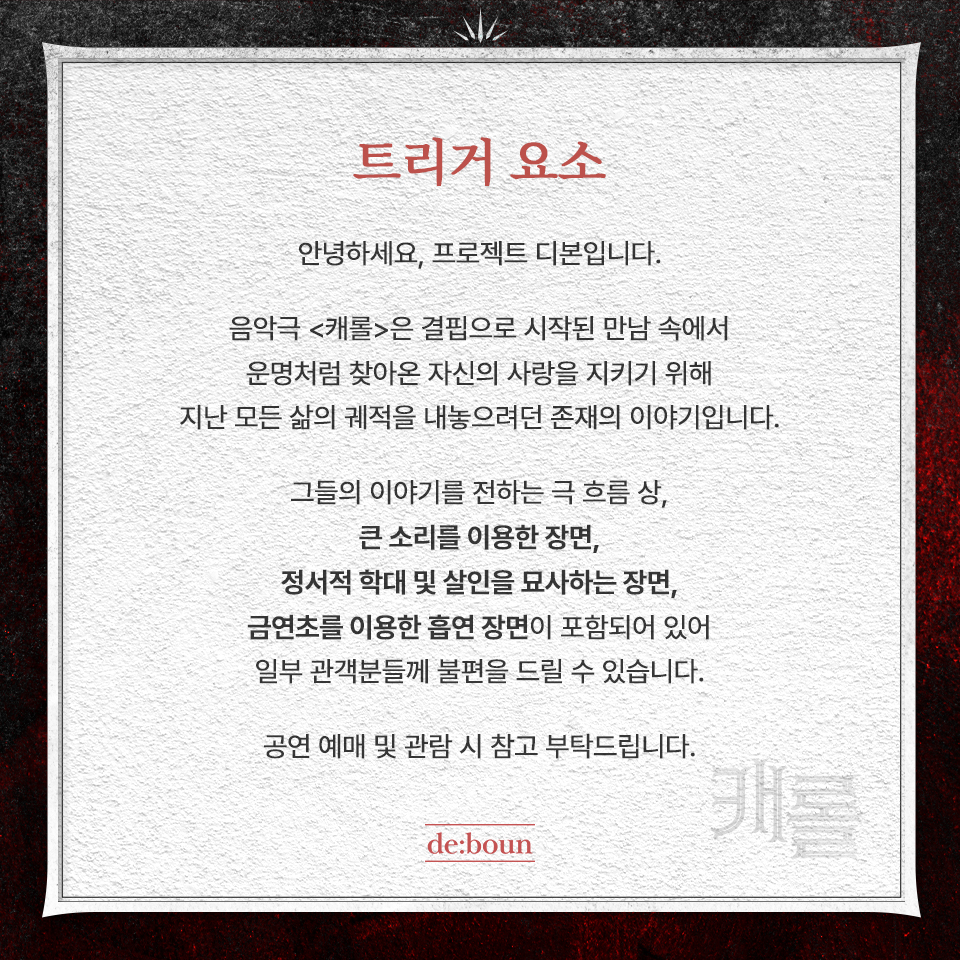 트리거 요소
안녕하세요, 프로젝트 디본입니다.
음악극 <캐롤>은 결핍으로 시작된 만남 속에서
운명처럼 찾아온 자신의 사랑을 지키기 위해
지난 모든 삶의 궤적을 내놓으려던 존재의 이야기입니다.
그들의 이야기를 전하는 극 흐름 상,
큰 소리를 이용한 장면,
정서적 학대 및 살인을 묘사하는 장면,
금연초를 이용한 흡연 장면이 포함되어 있어
일부 관객분들께 불편을 드릴 수 있습니다.
공연 예매 및 관람 시 참고 부탁드립니다.
캐롤
de:boun